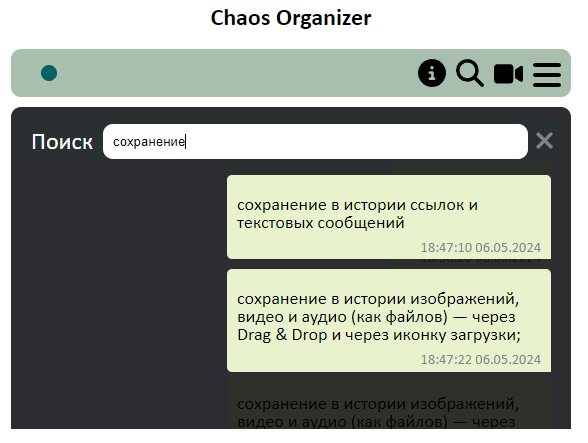 Chaos Organizer
Поиск
сохранение
сохранение в истории ссылок и
текстовых сообщений
18:47:10 06.05.2024
сохранение в истории изображений,
видео и аудио (как файлов) — через
Drag & Drop и через иконку загрузки;
18:47:22 06.05.2024
сохранение в истории изображений,
видео и аудио (как файлов) — через